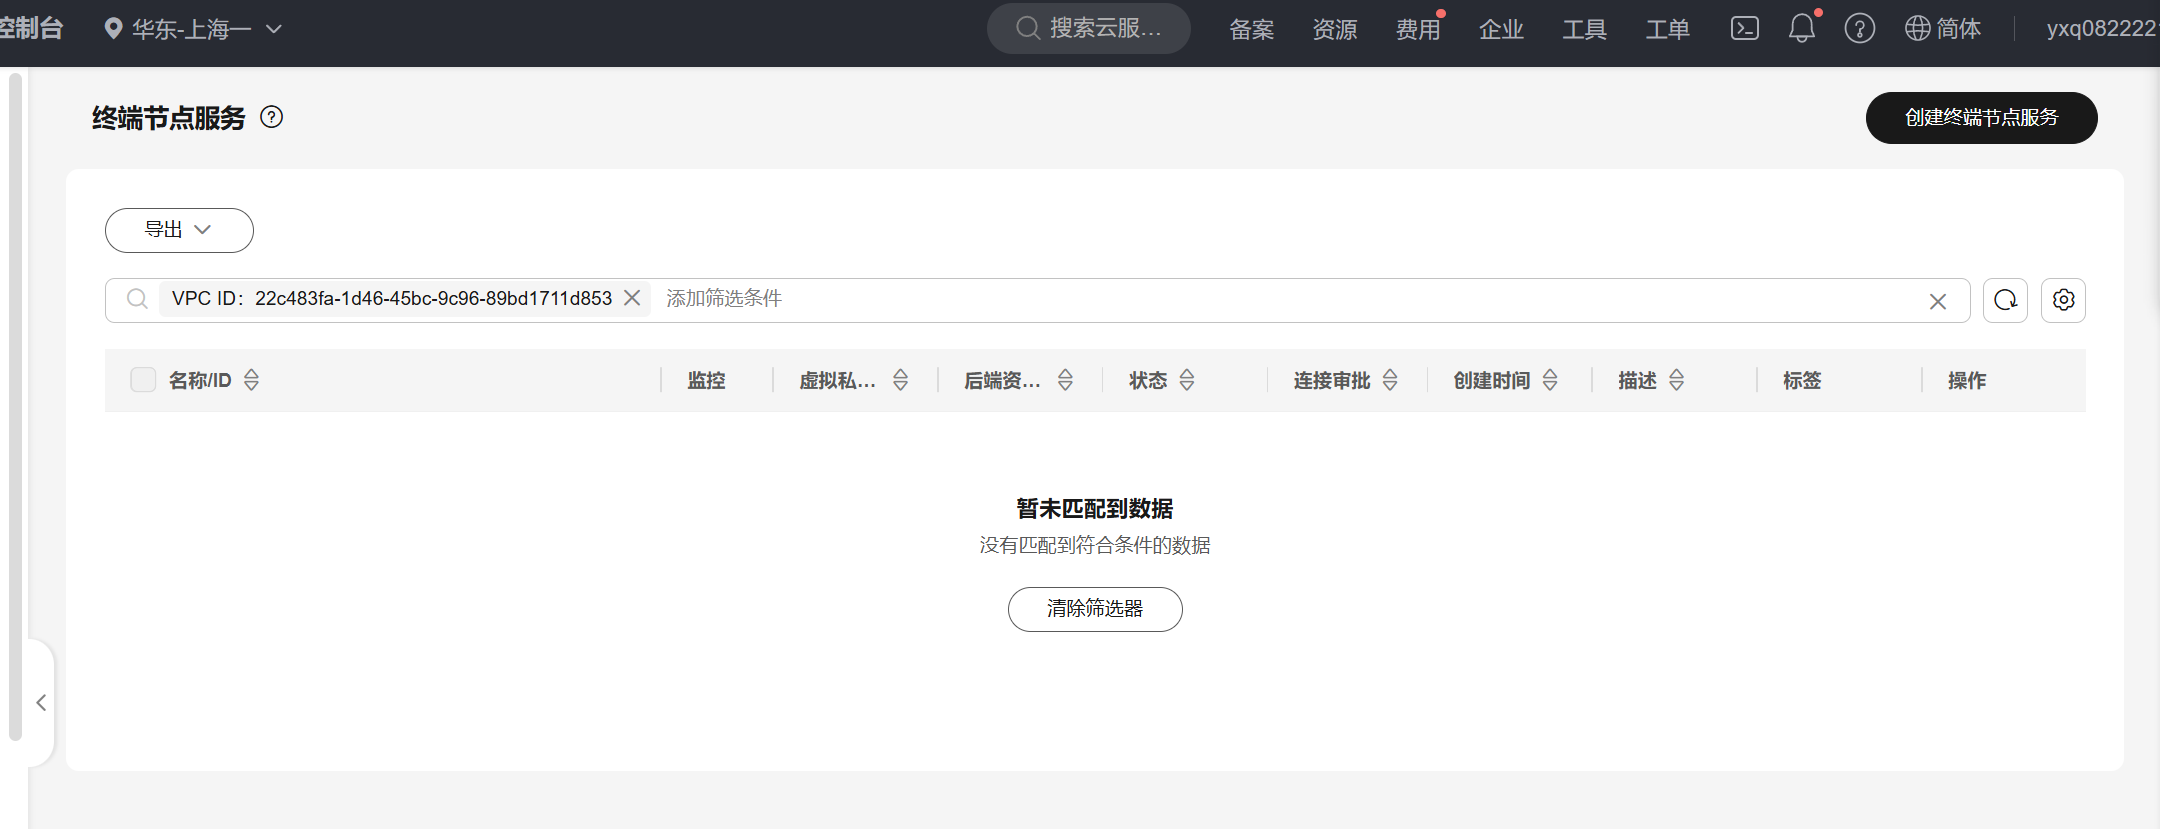 控制台 华东-上海一 搜索云服... 备案 资源 费用 企业 工具 工单 简体 yxq082222
终端节点服务 创建终端节点服务
导出
VPC ID: 22c483fa-1d46-45bc-9c96-89bd1711d853 添加筛选条件
名称/ID 监控 虚拟私... 后端资... 状态 连接审批 创建时间 描述 标签 操作
暂未匹配到数据
没有匹配到符合条件的数据
清除筛选器